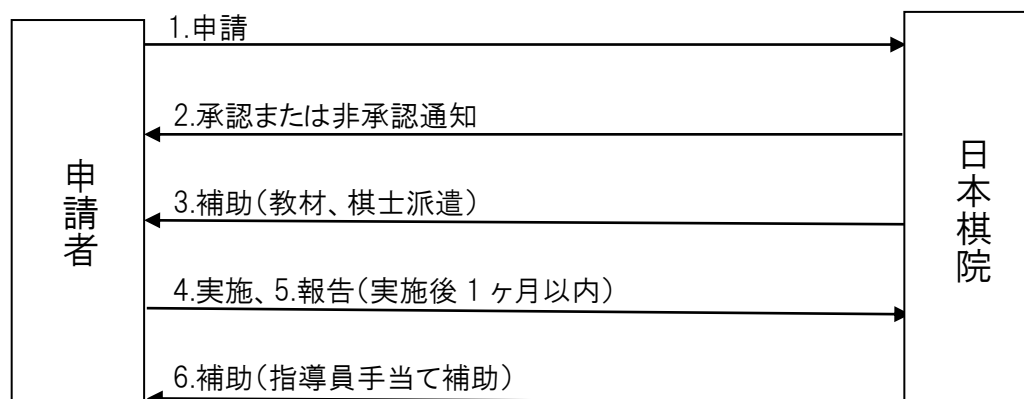 1.申請
2.承認または非承認通知
申請者
日本棋院
3.補助(教材、棋士派遣)
4.実施、5.報告(実施後 1 ヶ月以内)
6.補助(指導員手当て補助)